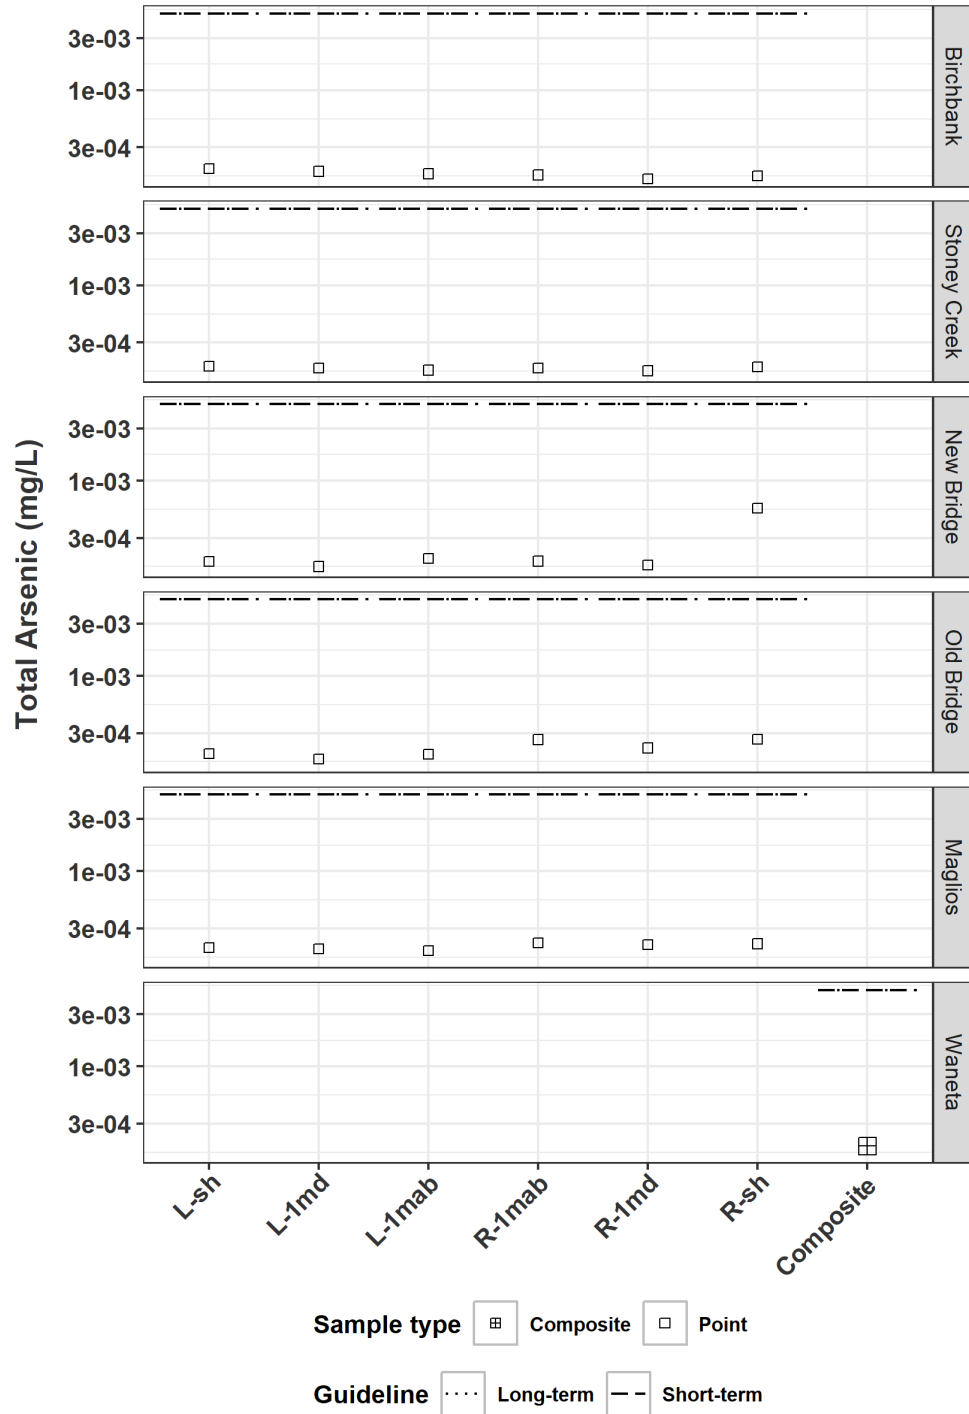 Total Arsenic (mg/L)
3e-03
1e-03
3e-04
Birchbank
3e-03
1e-03
3e-04
Stoney Creek
3e-03
1e-03
3e-04
New Bridge
3e-03
1e-03
3e-04
Old Bridge
3e-03
1e-03
3e-04
Maglios
3e-03
1e-03
3e-04
Waneta
L-sh
L-1md
L-1mab
R-1mab
R-1md
R-sh
Composite
Sample type Composite Point
Guideline Long-term Short-term